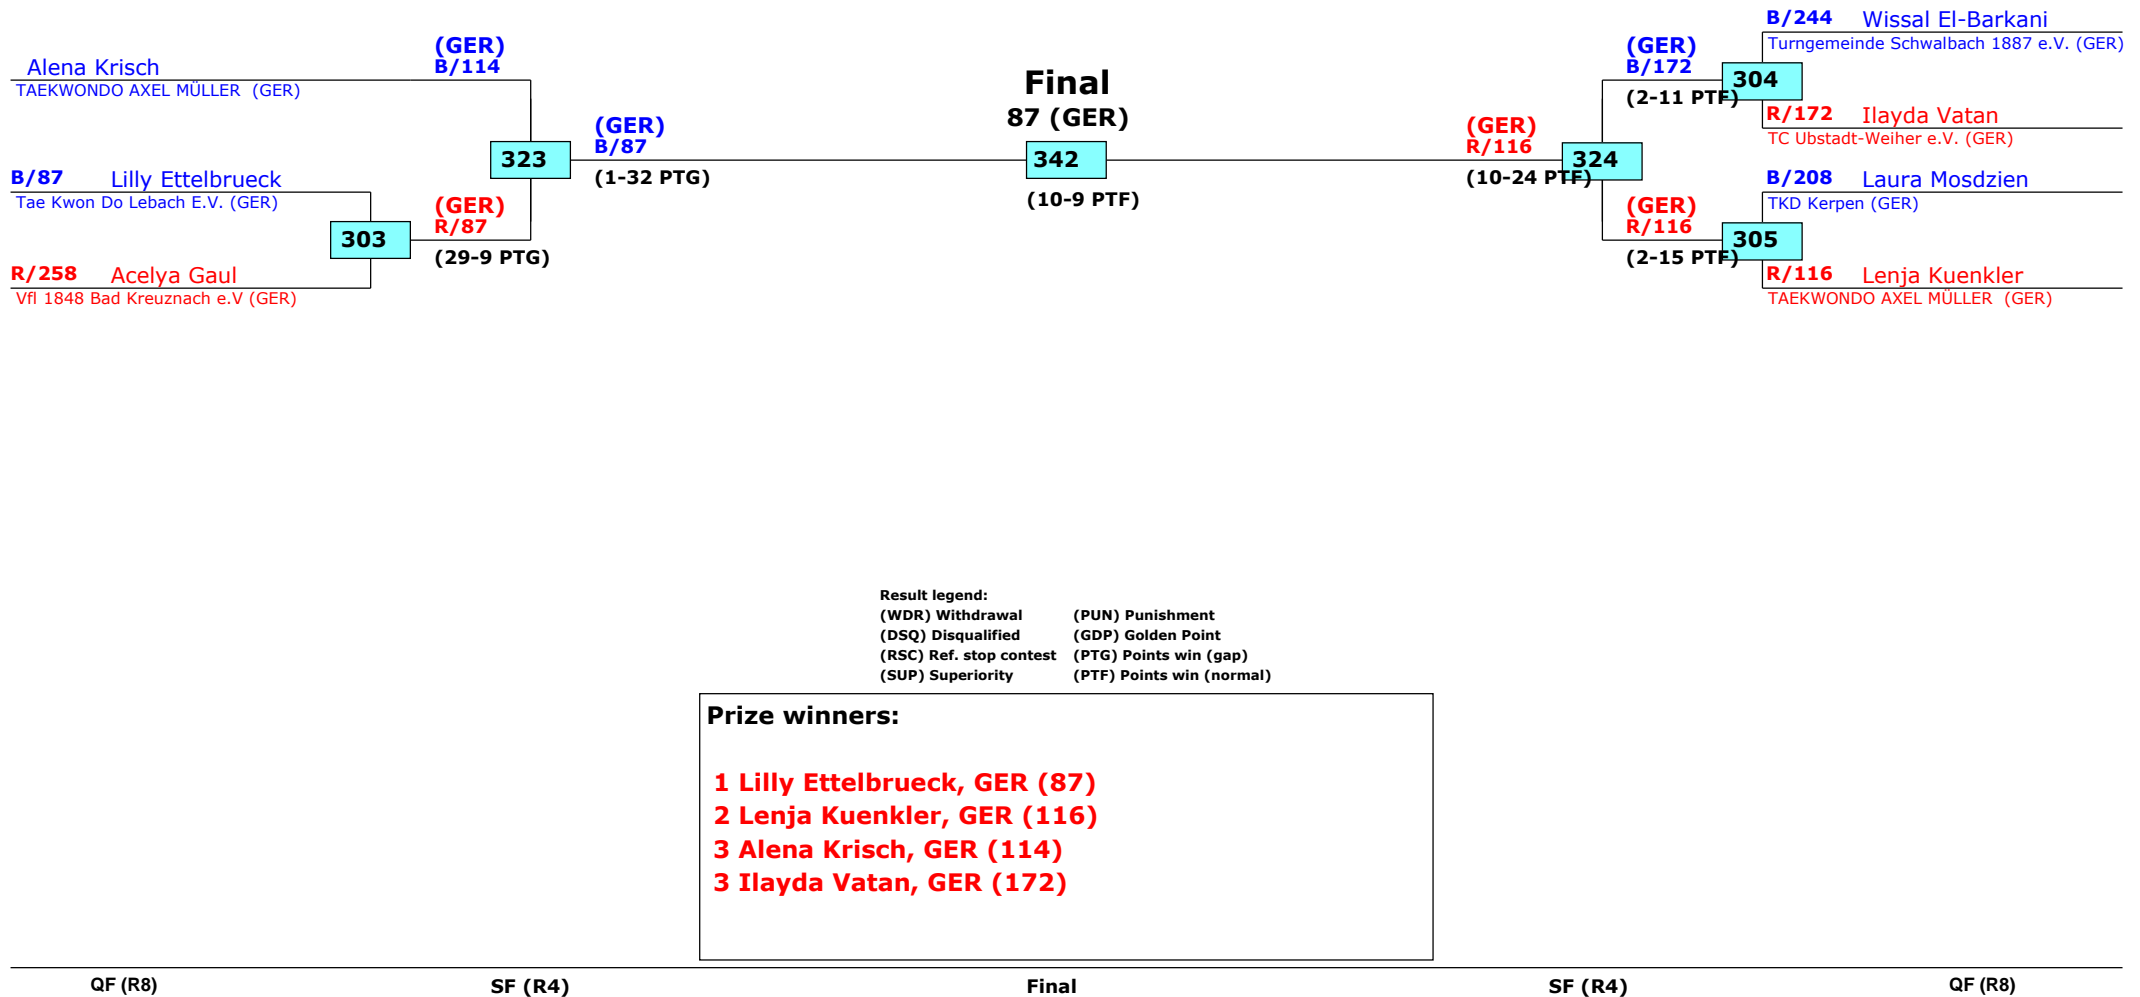 Alena Krisch
TAEKWONDO AXEL MÜLLER (GER)
B/87 Lilly Ettelbrueck
Tae Kwon Do Lebach E.V. (GER)
R/258 Acelya Gaul
Vfl 1848 Bad Kreuznach e.V (GER)
303
(GER)
B/114
(GER)
R/87
(29-9 PTG)
323
(GER)
B/87
(1-32 PTG)
Final
87 (GER)
342
(10-9 PTF)
(GER)
R/116
(10-24 PTF)
324
(GER)
B/172
(2-11 PTF)
304
(GER)
R/116
(2-15 PTF)
305
B/244 Wissal El-Barkani
Turngemeinde Schwalbach 1887 e.V. (GER)
R/172 Ilayda Vatan
TC Ubstadt-Weiher e.V. (GER)
B/208 Laura Mosdzien
TKD Kerpen (GER)
R/116 Lenja Kuenkler
TAEKWONDO AXEL MÜLLER (GER)
Result legend:
(WDR) Withdrawal (PUN) Punishment
(DSQ) Disqualified (GDP) Golden Point
(RSC) Ref. stop contest (PTG) Points win (gap)
(SUP) Superiority (PTF) Points win (normal)
Prize winners:
1 Lilly Ettelbrueck, GER (87)
2 Lenja Kuenkler, GER (116)
3 Alena Krisch, GER (114)
3 Ilayda Vatan, GER (172)
QF (R8) SF (R4) Final SF (R4) QF (R8)